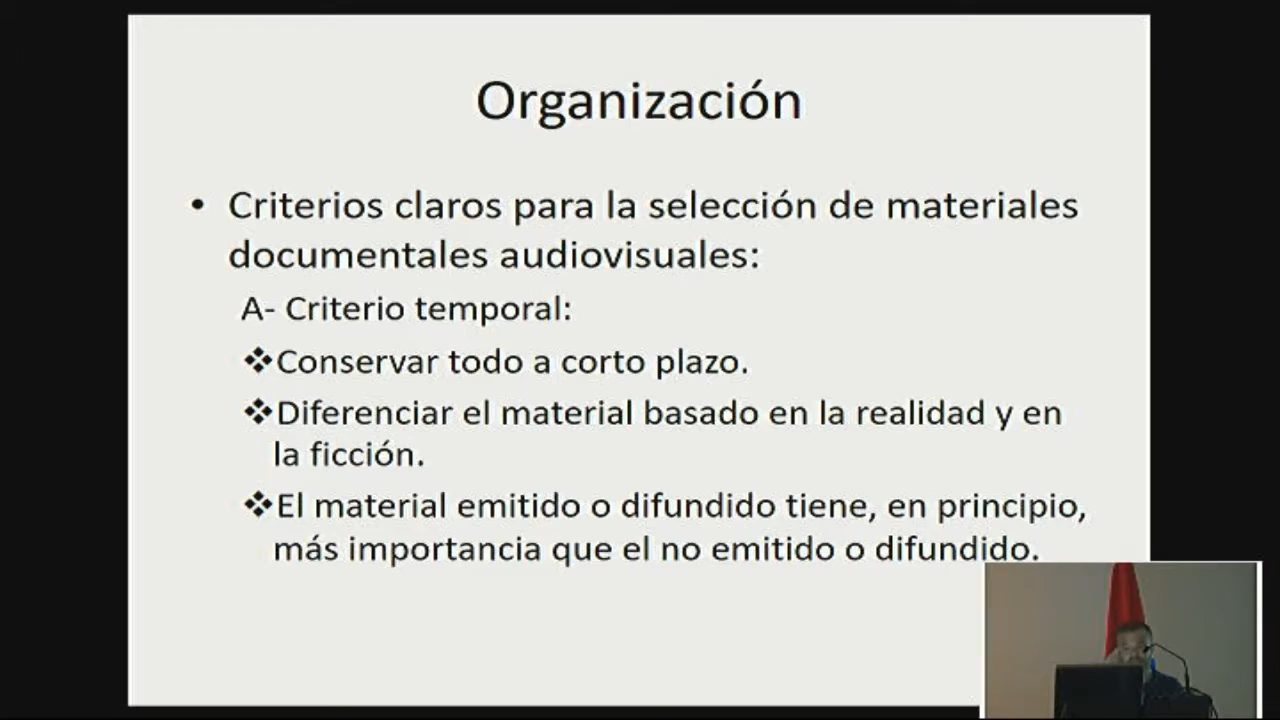 Organización
• Criterios claros para la selección de materiales
documentales audiovisuales:
A- Criterio temporal:
❖Conservar todo a corto plazo.
❖Diferenciar el material basado en la realidad y en
la ficción.
❖El material emitido o difundido tiene, en principio,
más importancia que el no emitido o difundido.